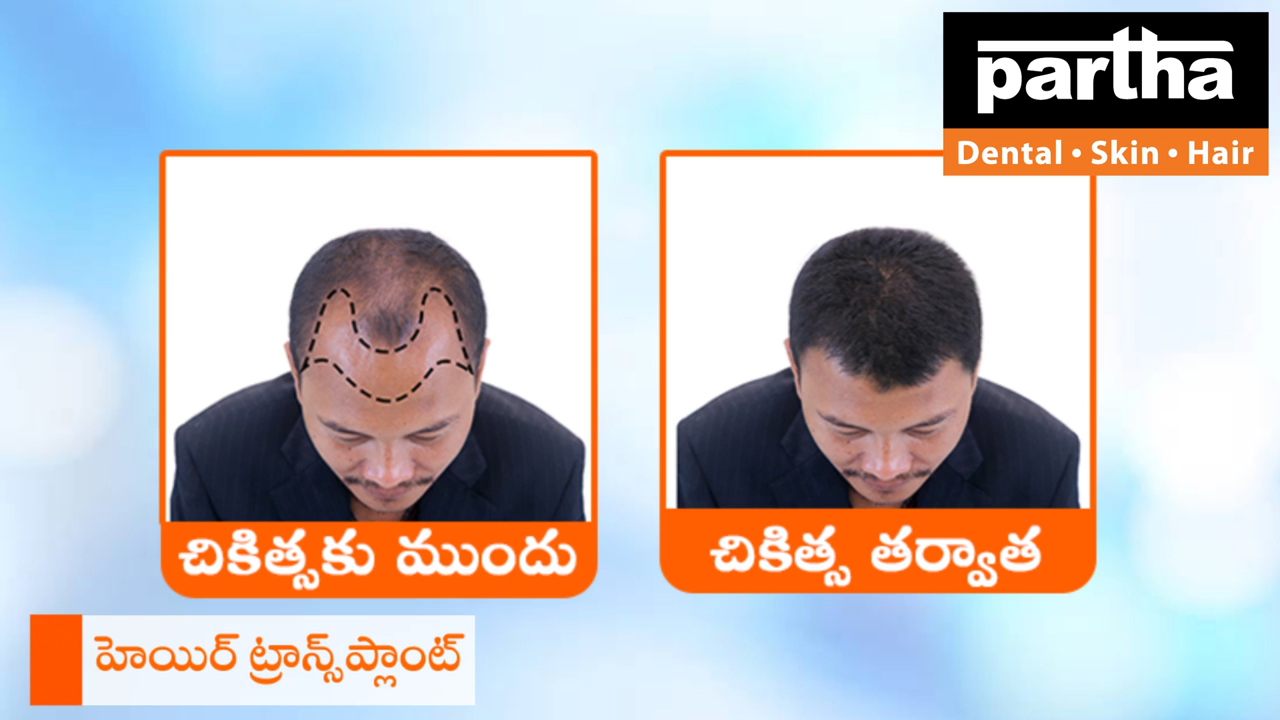 partha
Dental • Skin • Hair
చికిత్సకు ముందు
చికిత్స తర్వాత
హెయిర్ ట్రాన్స్‌ప్లాంట్